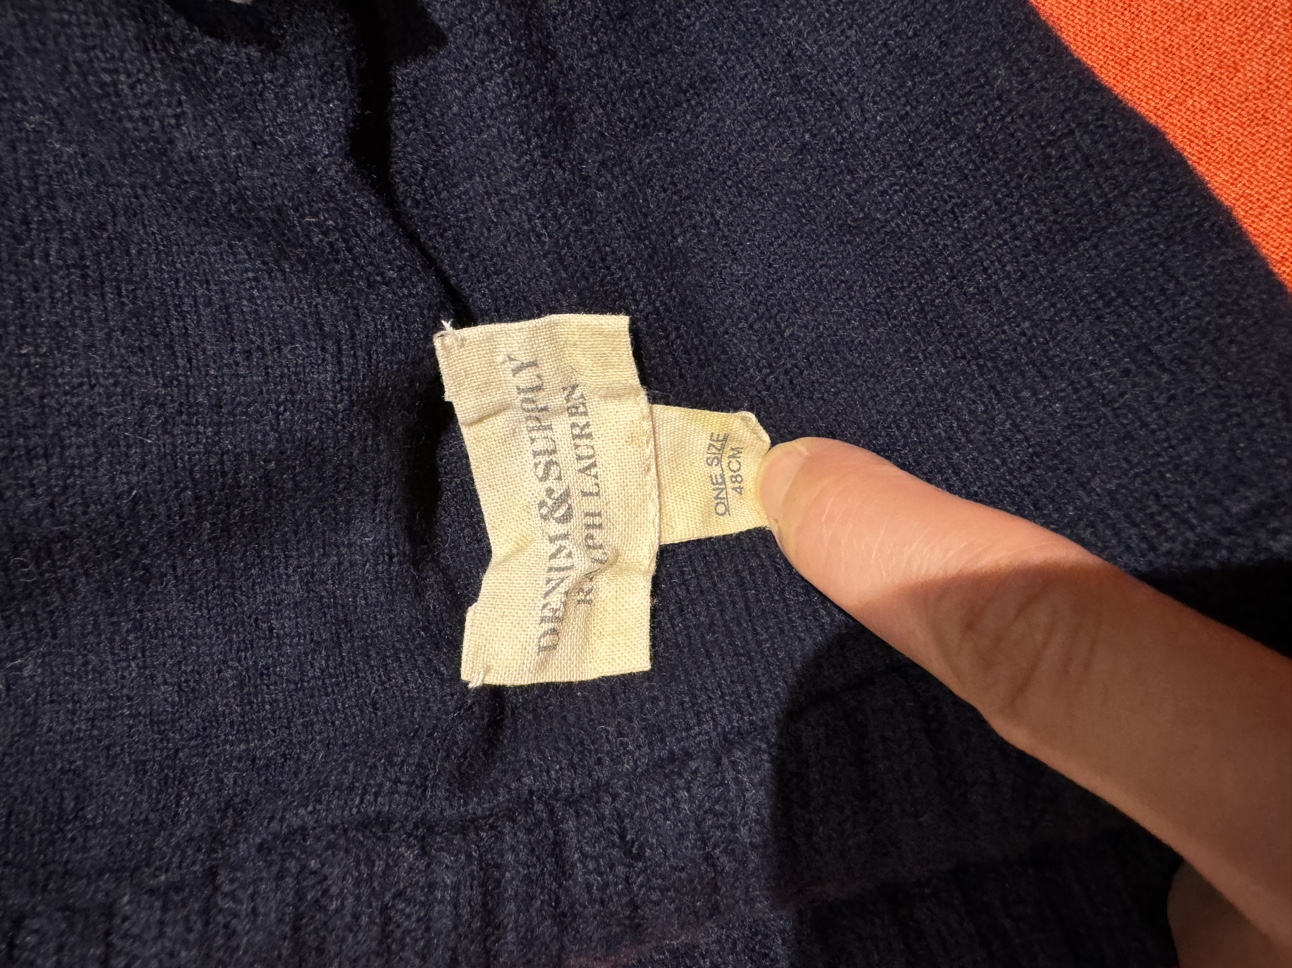 DENIM & SUPPLY
RALPH LAUREN
ONE SIZE
48CM